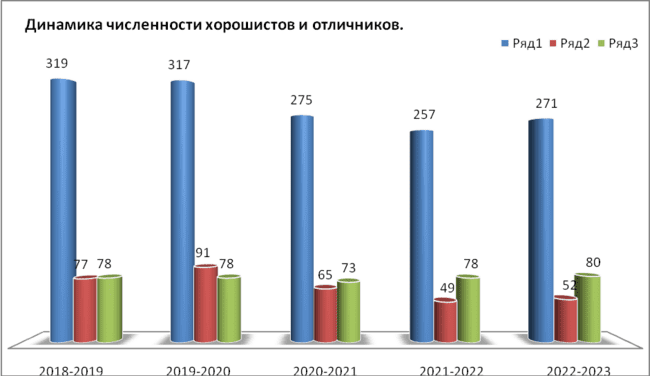 Динамика численности хорошистов и отличников.
Ряд1 Ряд2 Ряд3
319 317 275 257 271
77 78 91 78 65 73 49 78 52 80
2018-2019 2019-2020 2020-2021 2021-2022 2022-2023